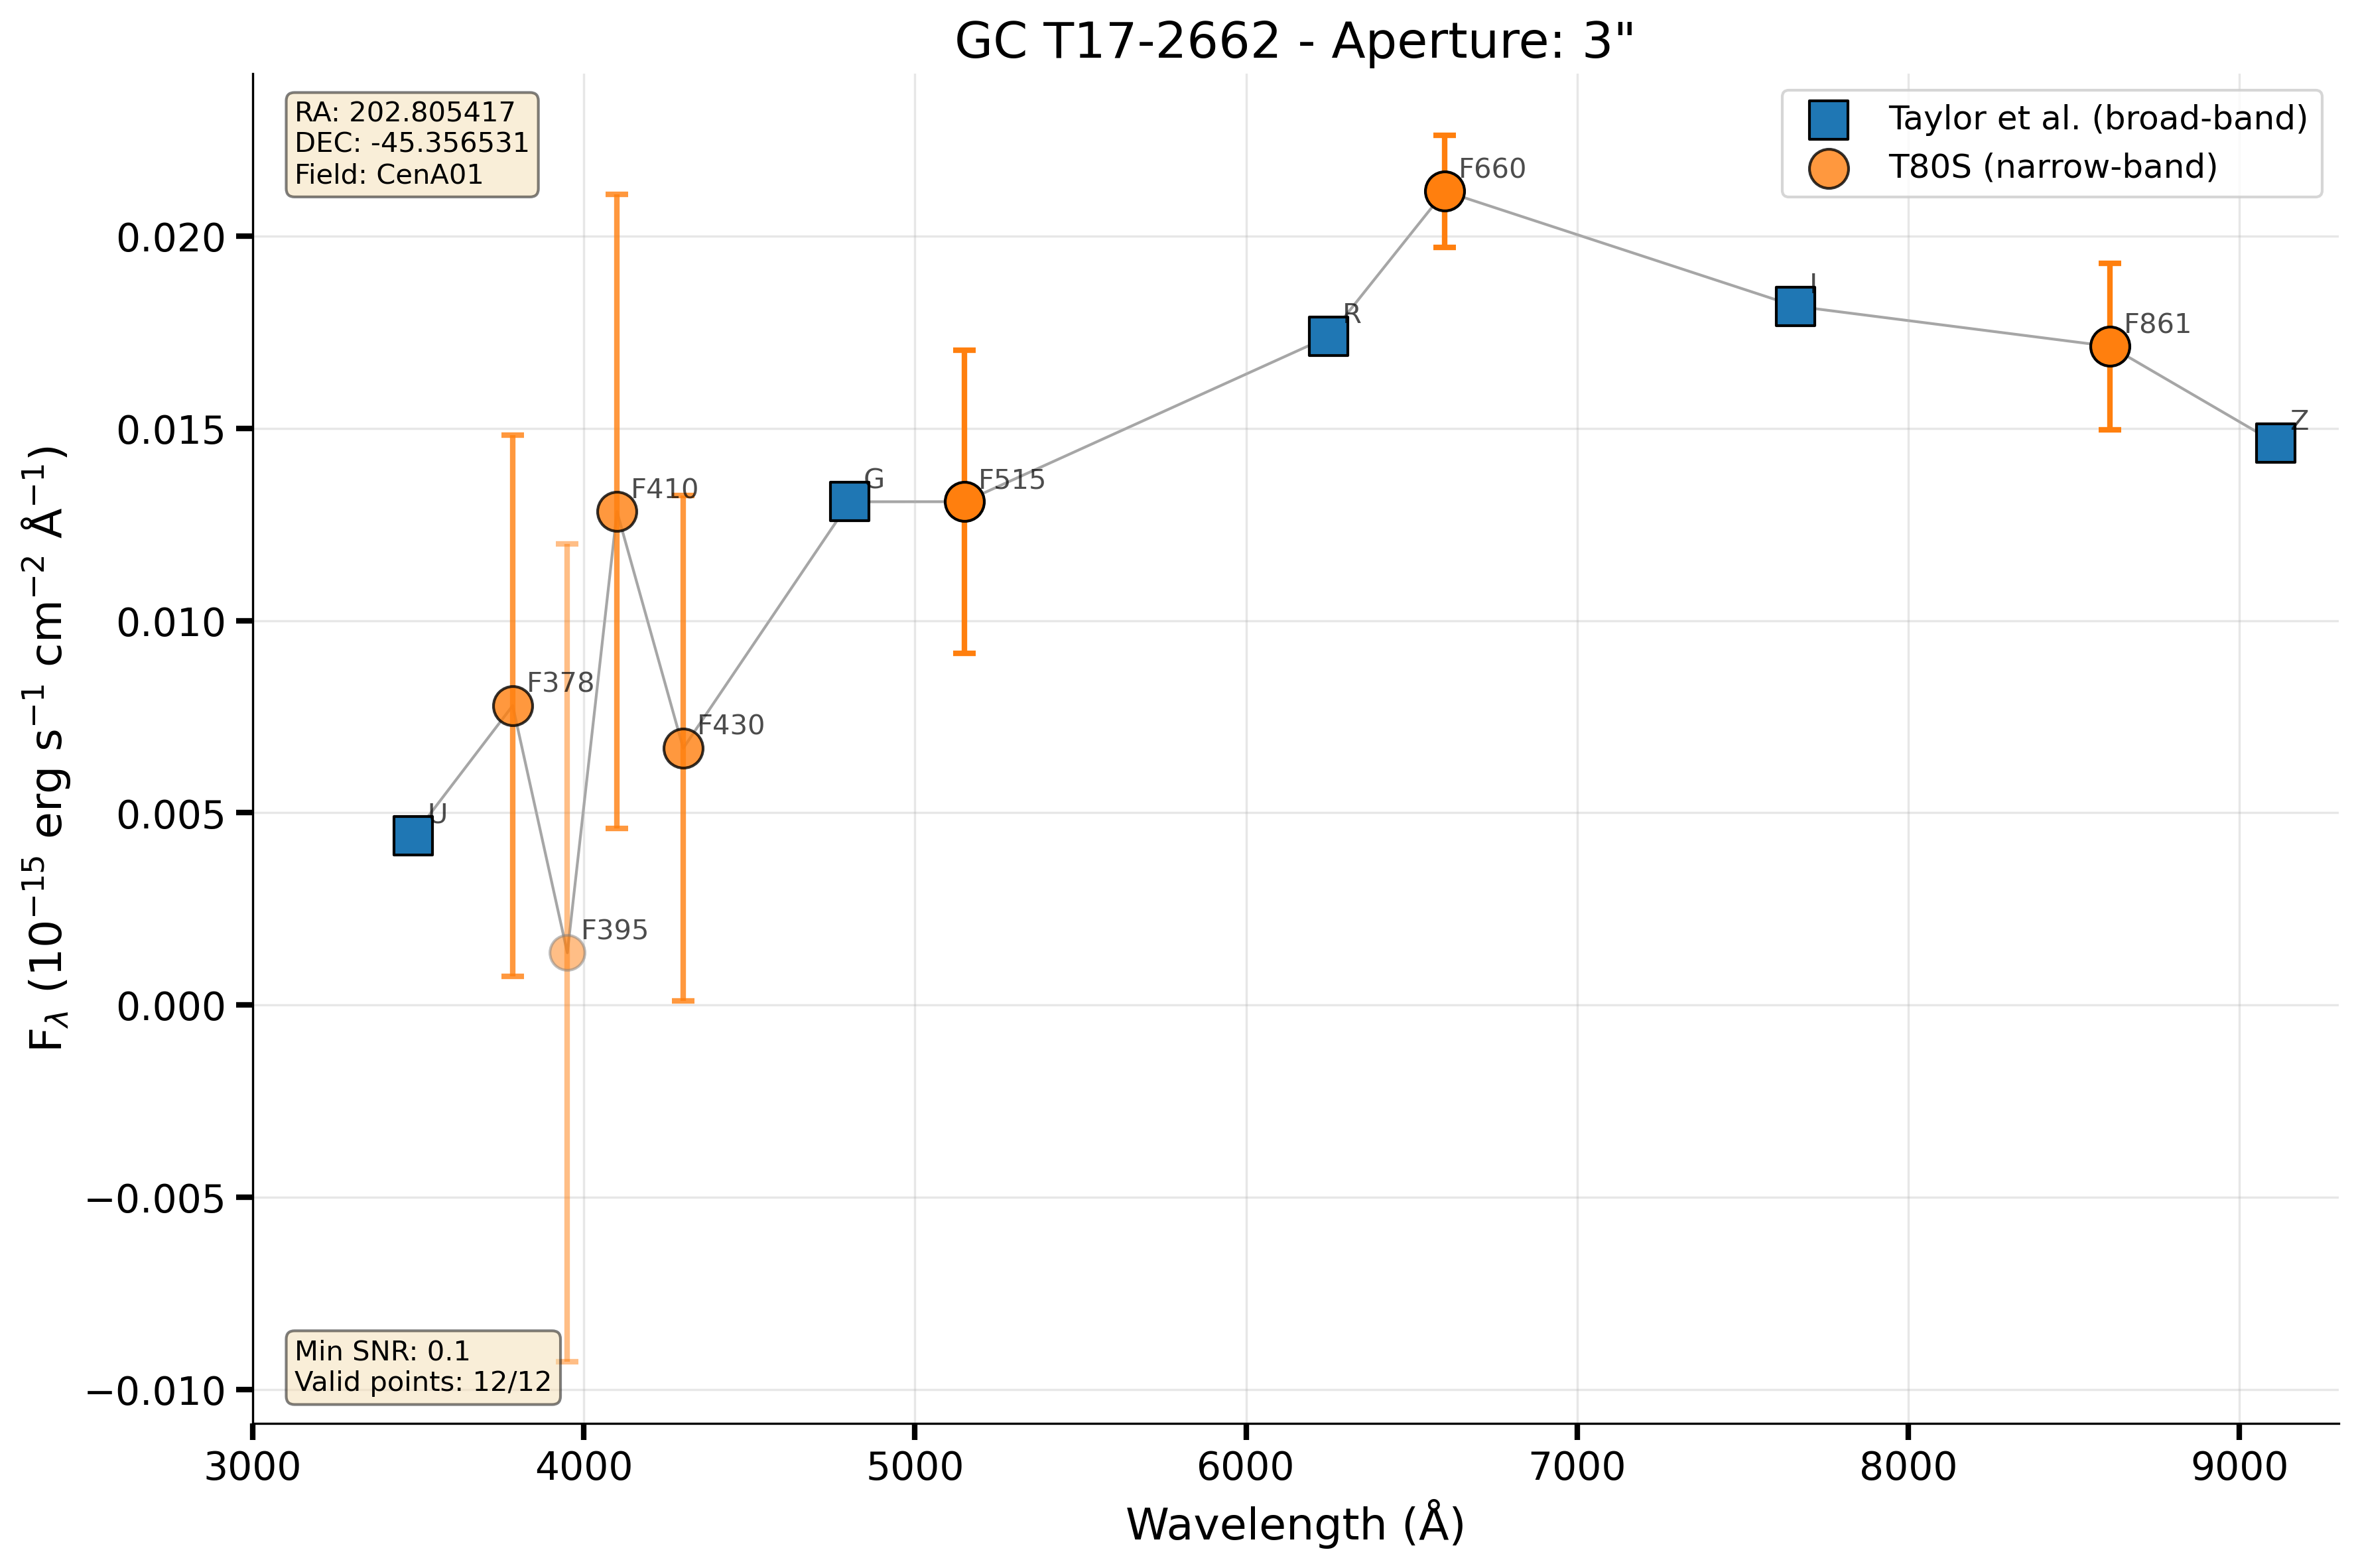 GC T17-2662 - Aperture: 3"
RA: 202.805417
DEC: -45.356531
Field: CenA01
Taylor et al. (broad-band)
T80S (narrow-band)
F660
I
R
F861
Z
F410
G
F515
F378
F430
U
F395
Min SNR: 0.1
Valid points: 12/12
0.020
0.015
0.010
0.005
0.000
−0.005
−0.010
F_λ (10⁻¹⁵ erg s⁻¹ cm⁻² Å⁻¹)
3000 4000 5000 6000 7000 8000 9000
Wavelength (Å)